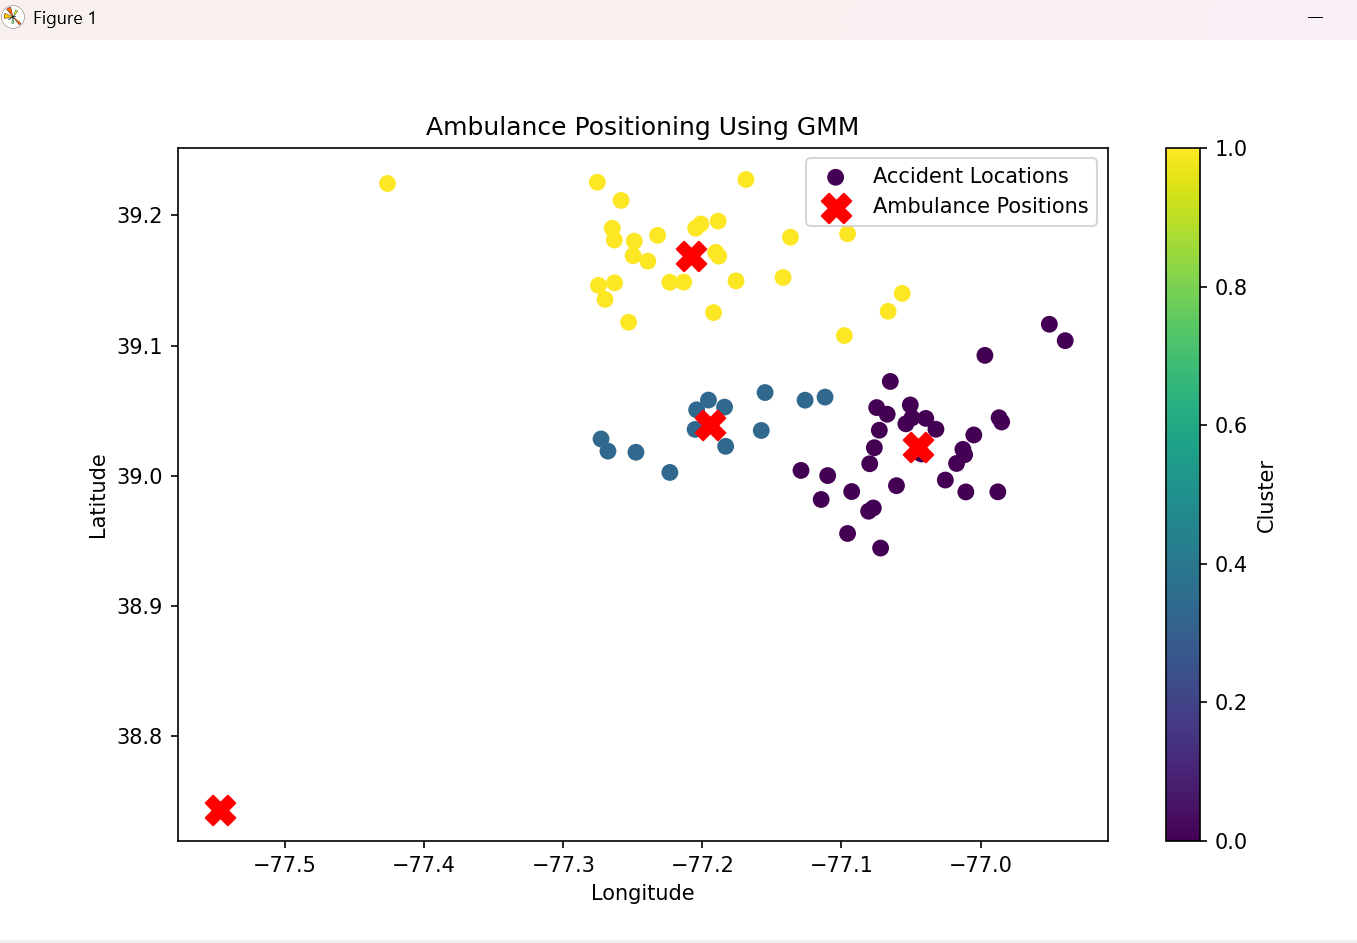 Figure 1
Ambulance Positioning Using GMM
Accident Locations
Ambulance Positions
39.2
39.1
39.0
38.9
38.8
Latitude
−77.5
−77.4
−77.3
−77.2
−77.1
−77.0
Longitude
1.0
0.8
0.6
0.4
0.2
0.0
Cluster